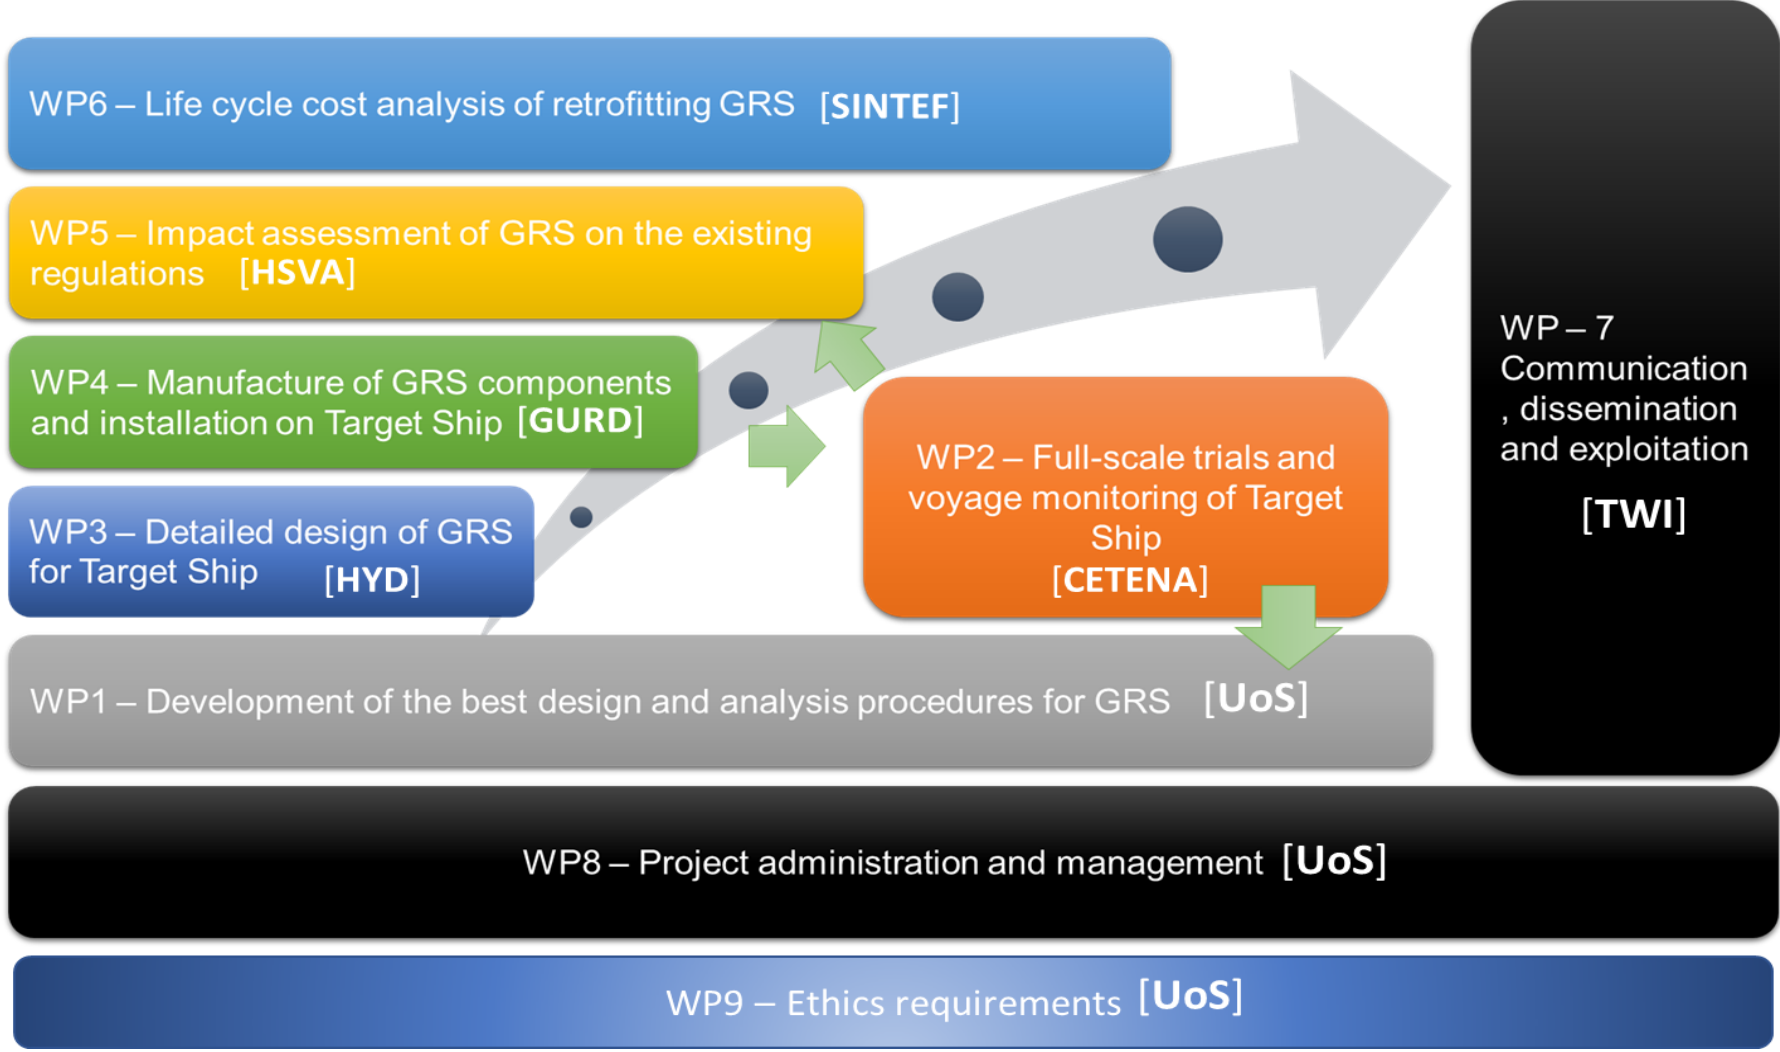 WP6 – Life cycle cost analysis of retrofitting GRS [SINTEF]
WP5 – Impact assessment of GRS on the existing
regulations [HSVA]
WP4 – Manufacture of GRS components
and installation on Target Ship [GURD]
WP3 – Detailed design of GRS
for Target Ship [HYD]
WP2 – Full-scale trials and
voyage monitoring of Target
Ship
[CETENA]
WP1 – Development of the best design and analysis procedures for GRS [UoS]
WP – 7
Communication
, dissemination
and exploitation
[TWI]
WP8 – Project administration and management [UoS]
WP9 – Ethics requirements [UoS]